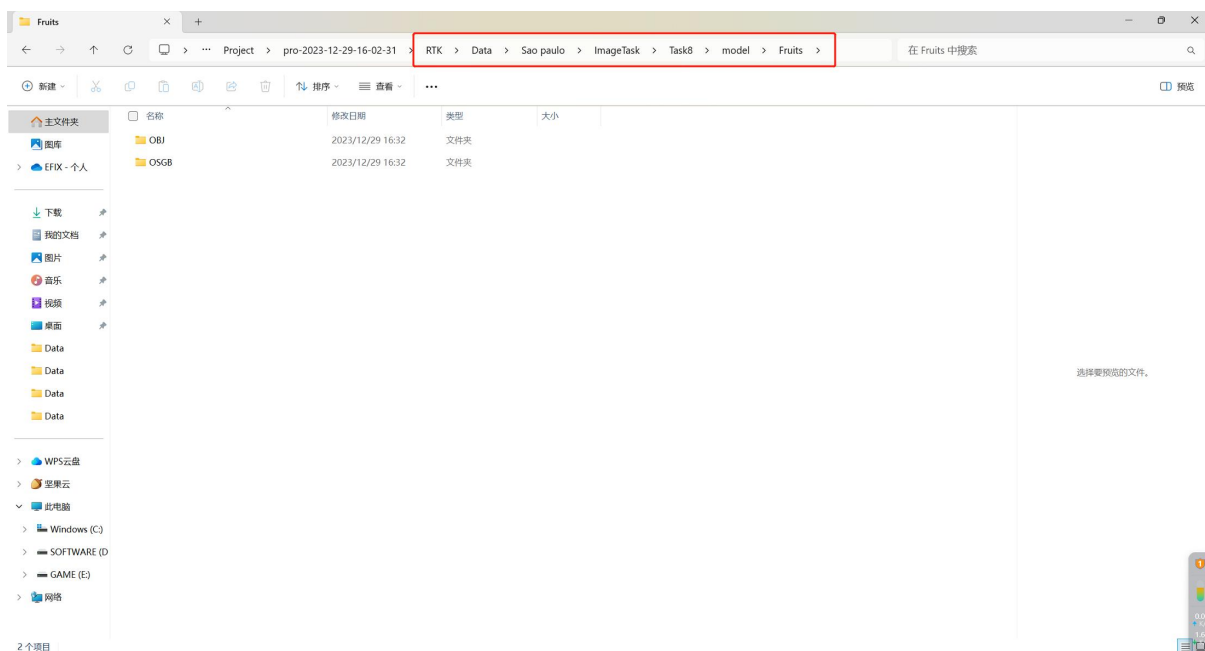 Fruits
… Project > pro-2023-12-29-16-02-31 > RTK > Data > Sao paulo > ImageTask > Task8 > model > Fruits >
在 Fruits 中搜索
新建
排序
查看
预览
名称 修改日期 类型 大小
OBJ 2023/12/29 16:32 文件夹
OSGB 2023/12/29 16:32 文件夹
主文件夹
图库
EFIX - 个人
下载
我的文档
图片
音乐
视频
桌面
Data
Data
Data
Data
WPS云盘
坚果云
此电脑
Windows (C:)
SOFTWARE (D
GAME (E:)
网络
选择要预览的文件。
2 个项目